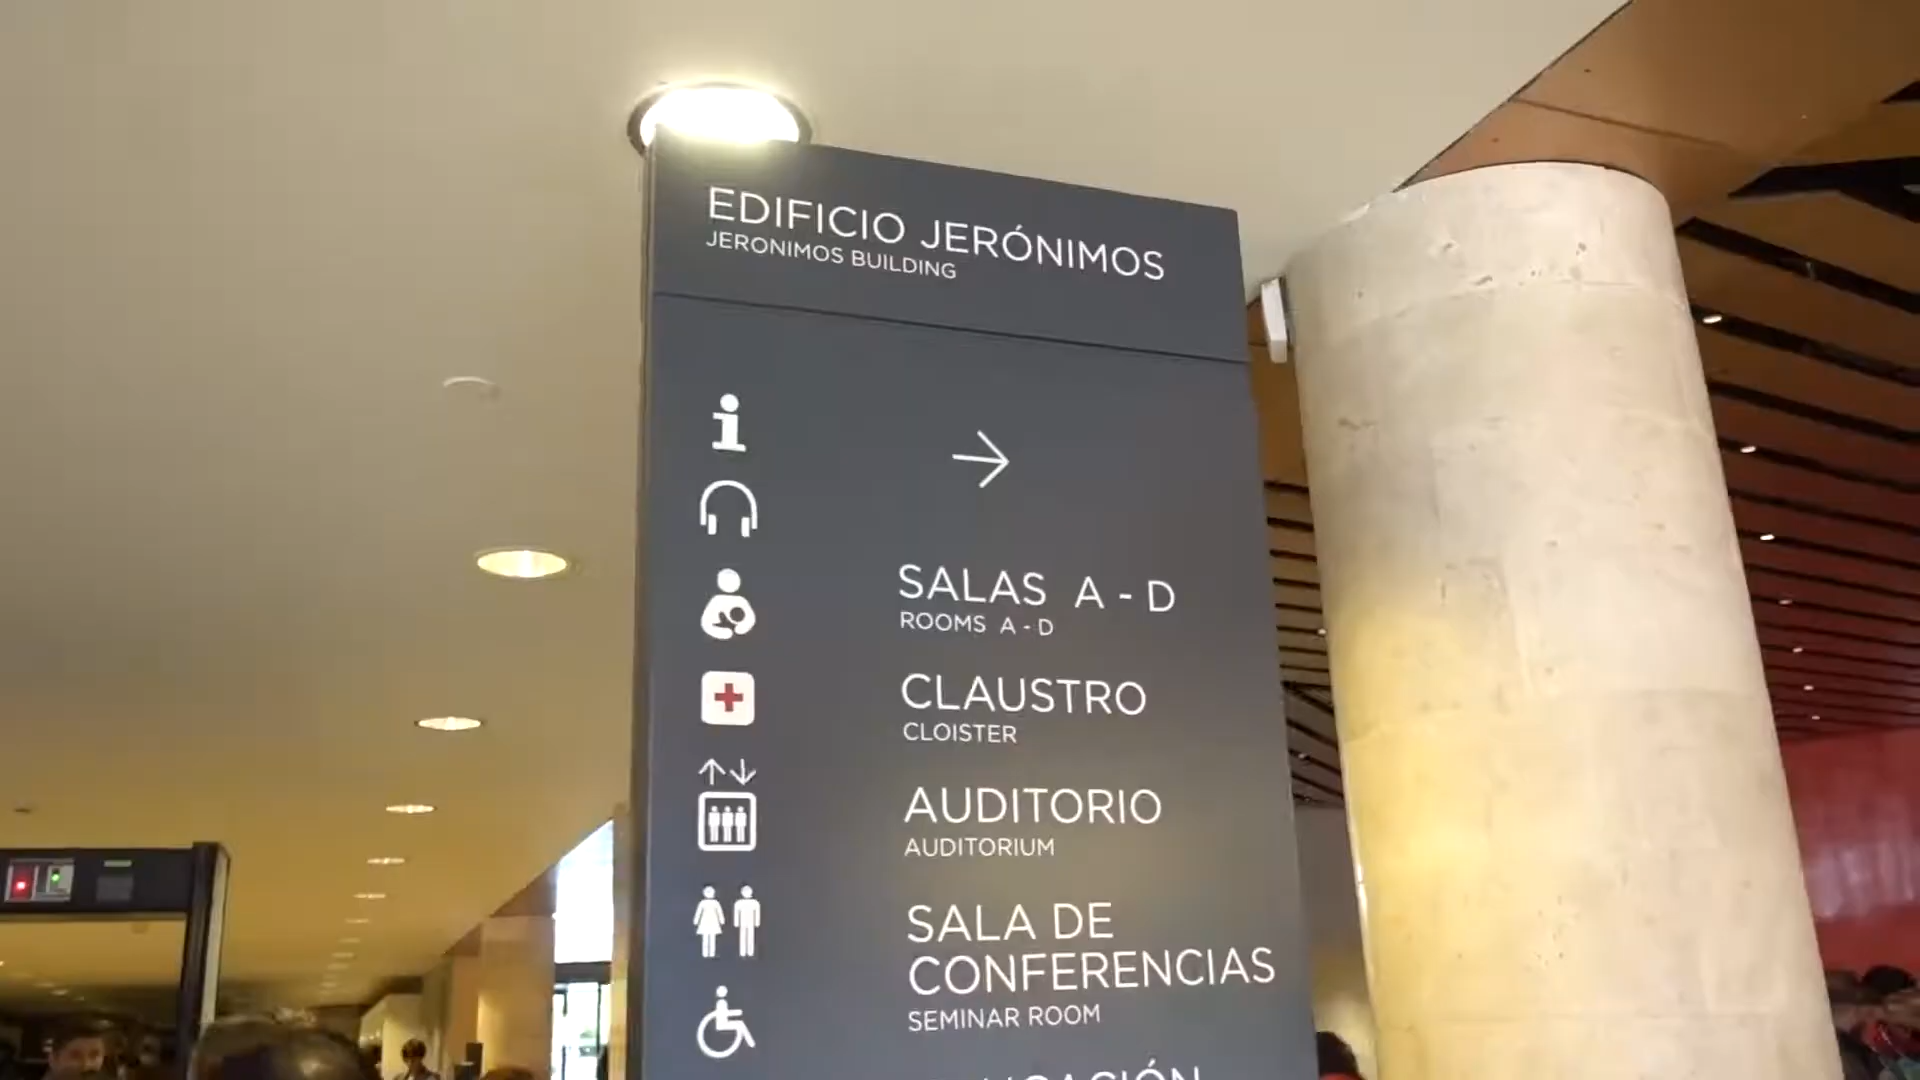 EDIFICIO JERÓNIMOS
JERONIMOS BUILDING
SALAS A - D
ROOMS A - D
CLAUSTRO
CLOISTER
AUDITORIO
AUDITORIUM
SALA DE
CONFERENCIAS
SEMINAR ROOM